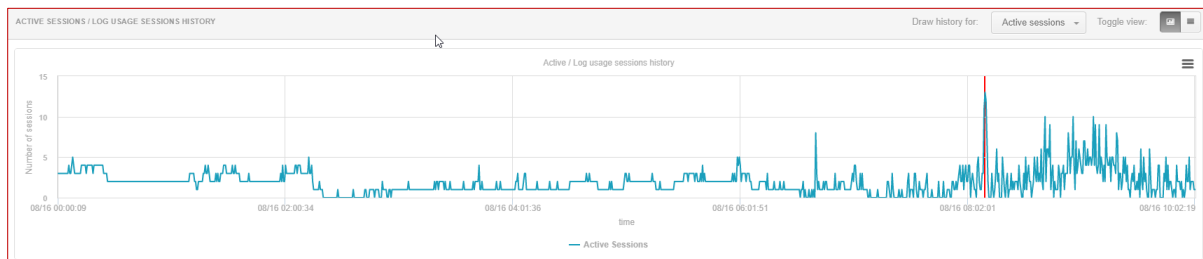 ACTIVE SESSIONS / LOG USAGE SESSIONS HISTORY
Draw history for: Active sessions Toggle view:
Active / Log usage sessions history
Number of sessions
15
10
5
0
08/16 00:00:09 08/16 02:00:34 08/16 04:01:36 08/16 06:01:51 08/16 08:02:01 08/16 10:02:19
time
Active Sessions